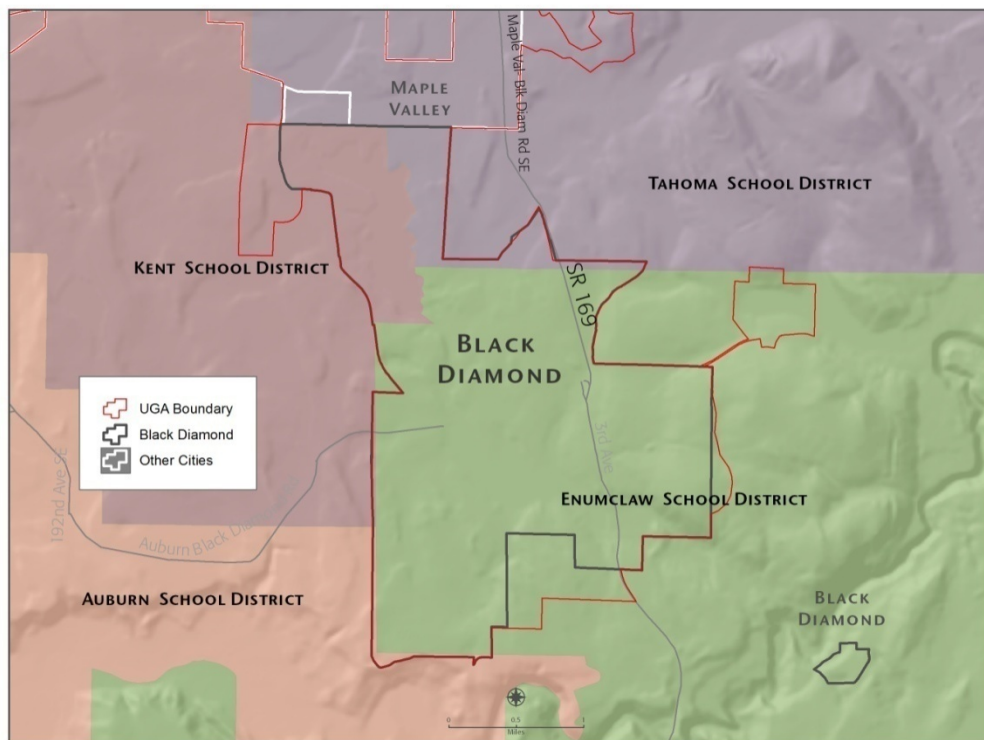 Maple Val- Blk Diam Rd SE
MAPLE
VALLEY
TAHOMA SCHOOL DISTRICT
KENT SCHOOL DISTRICT
SR 169
BLACK
DIAMOND
UGA Boundary
Black Diamond
Other Cities
3rd Ave
ENUMCLAW SCHOOL DISTRICT
192nd Ave SE
Auburn Black Diamond
AUBURN SCHOOL DISTRICT
BLACK
DIAMOND
0 0.5 1
Miles